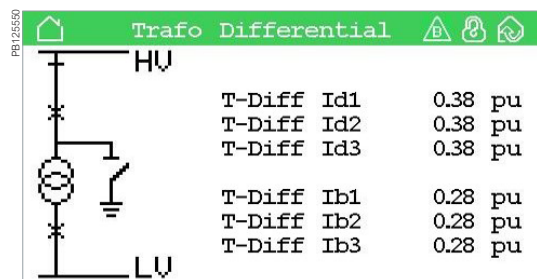 PB125550
Trafo Differential
B
HV
T-Diff Id1 0.38 pu
T-Diff Id2 0.38 pu
T-Diff Id3 0.38 pu
T-Diff Ib1 0.28 pu
T-Diff Ib2 0.28 pu
T-Diff Ib3 0.28 pu
LV